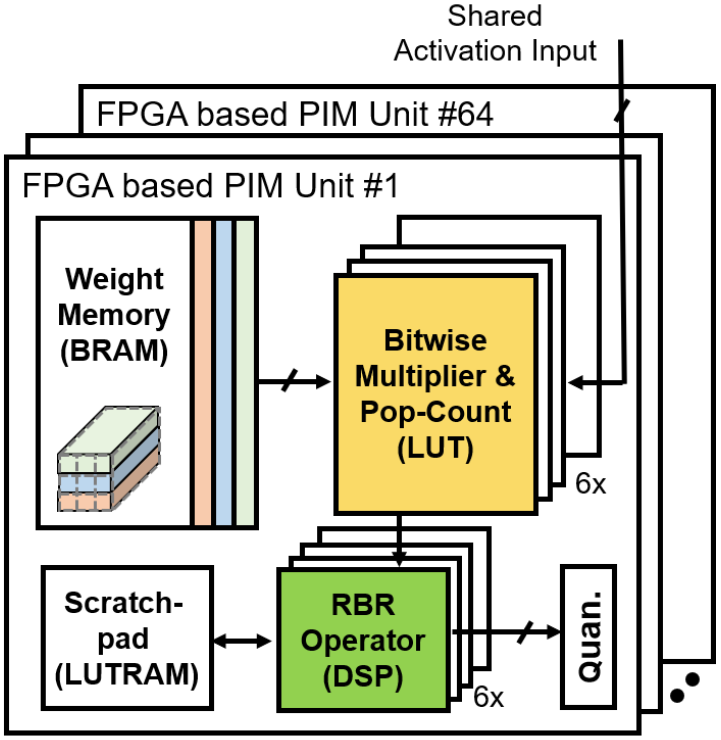 Shared
Activation Input
FPGA based PIM Unit #64
FPGA based PIM Unit #1
Weight
Memory
(BRAM)
Bitwise
Multiplier &
Pop-Count
(LUT)
6x
Scratch-
pad
(LUTRAM)
RBR
Operator
(DSP)
6x
Quan.